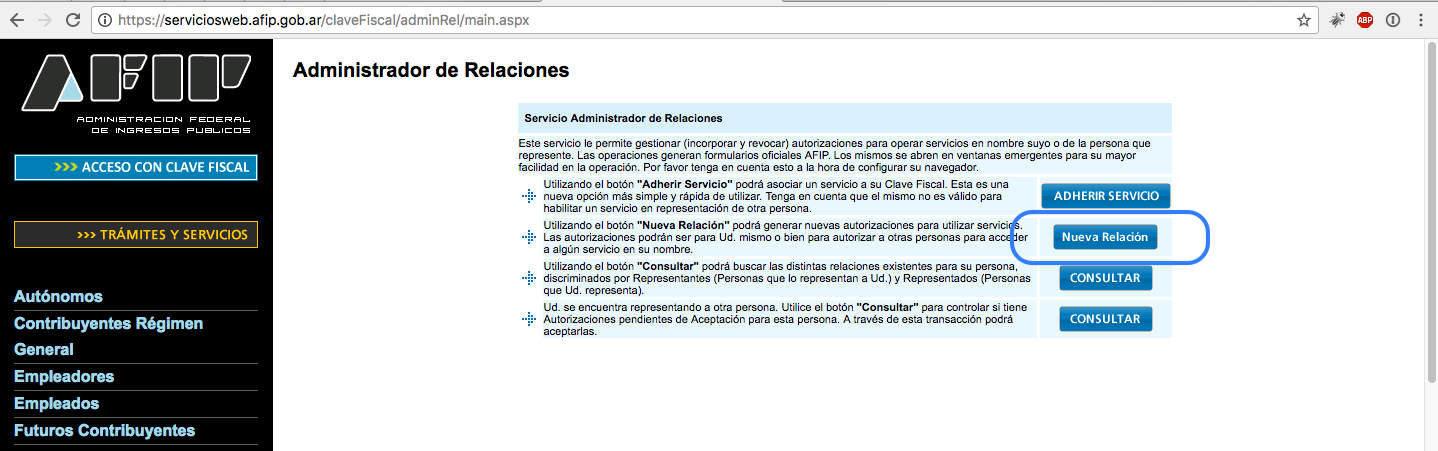 https://serviciosweb.afip.gob.ar/claveFiscal/adminRel/main.aspx
ABP
AFIP
ADMINISTRACION FEDERAL
DE INGRESOS PUBLICOS
>>> ACCESO CON CLAVE FISCAL
>>> TRÁMITES Y SERVICIOS
Autónomos
Contribuyentes Régimen
General
Empleadores
Empleados
Futuros Contribuyentes
Administrador de Relaciones
Servicio Administrador de Relaciones
Este servicio le permite gestionar (incorporar y revocar) autorizaciones para operar servicios en nombre suyo o de la persona que
represente. Las operaciones generan formularios oficiales AFIP. Los mismos se abren en ventanas emergentes para su mayor
facilidad en la operación. Por favor tenga en cuenta esto a la hora de configurar su navegador.
Utilizando el botón "Adherir Servicio" podrá asociar un servicio a su Clave Fiscal. Esta es una
nueva opción más simple y rápida de utilizar. Tenga en cuenta que el mismo no es válido para
habilitar un servicio en representación de otra persona.
ADHERIR SERVICIO
Utilizando el botón "Nueva Relación" podrá generar nuevas autorizaciones para utilizar servicios.
Las autorizaciones podrán ser para Ud. mismo o bien para autorizar a otras personas para acceder
a algún servicio en su nombre.
Nueva Relación
Utilizando el botón "Consultar" podrá buscar las distintas relaciones existentes para su persona,
discriminados por Representantes (Personas que lo representan a Ud.) y Representados (Personas
que Ud. representa).
CONSULTAR
Ud. se encuentra representando a otra persona. Utilice el botón "Consultar" para controlar si tiene
Autorizaciones pendientes de Aceptación para esta persona. A través de esta transacción podrá
aceptarlas.
CONSULTAR